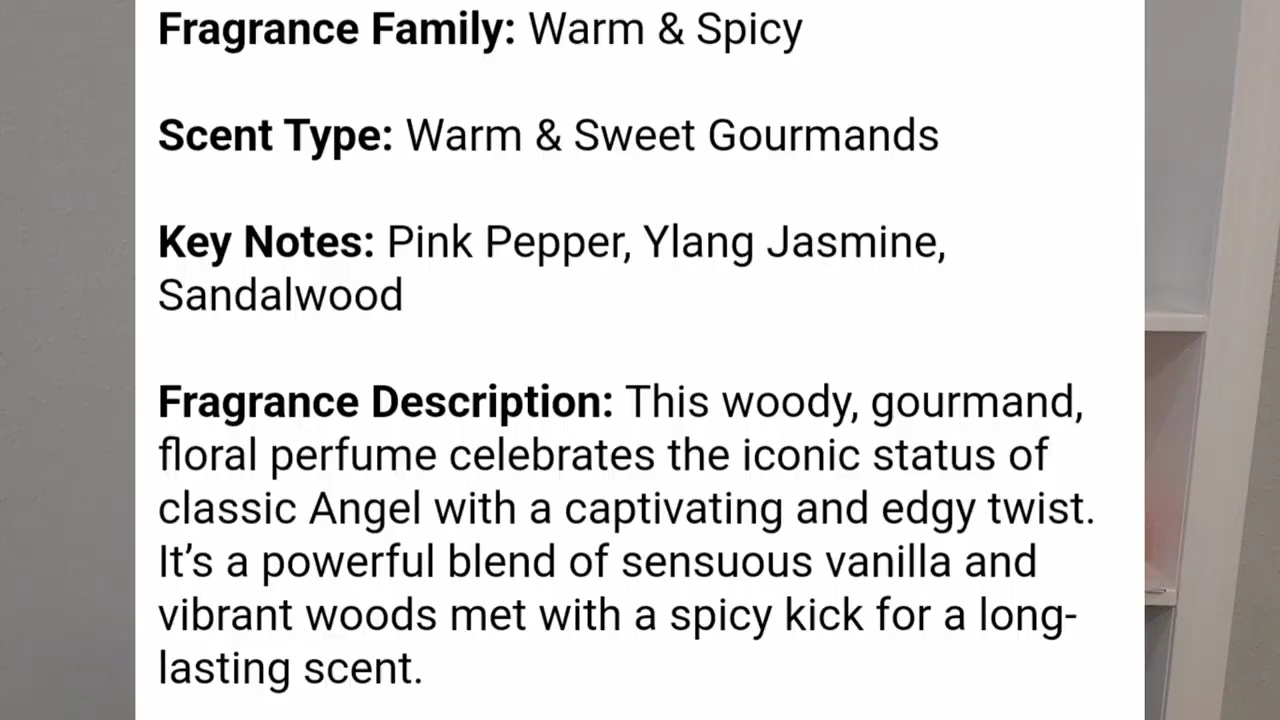 Fragrance Family: Warm & Spicy
Scent Type: Warm & Sweet Gourmands
Key Notes: Pink Pepper, Ylang Jasmine,
Sandalwood
Fragrance Description: This woody, gourmand,
floral perfume celebrates the iconic status of
classic Angel with a captivating and edgy twist.
It’s a powerful blend of sensuous vanilla and
vibrant woods met with a spicy kick for a long-
lasting scent.